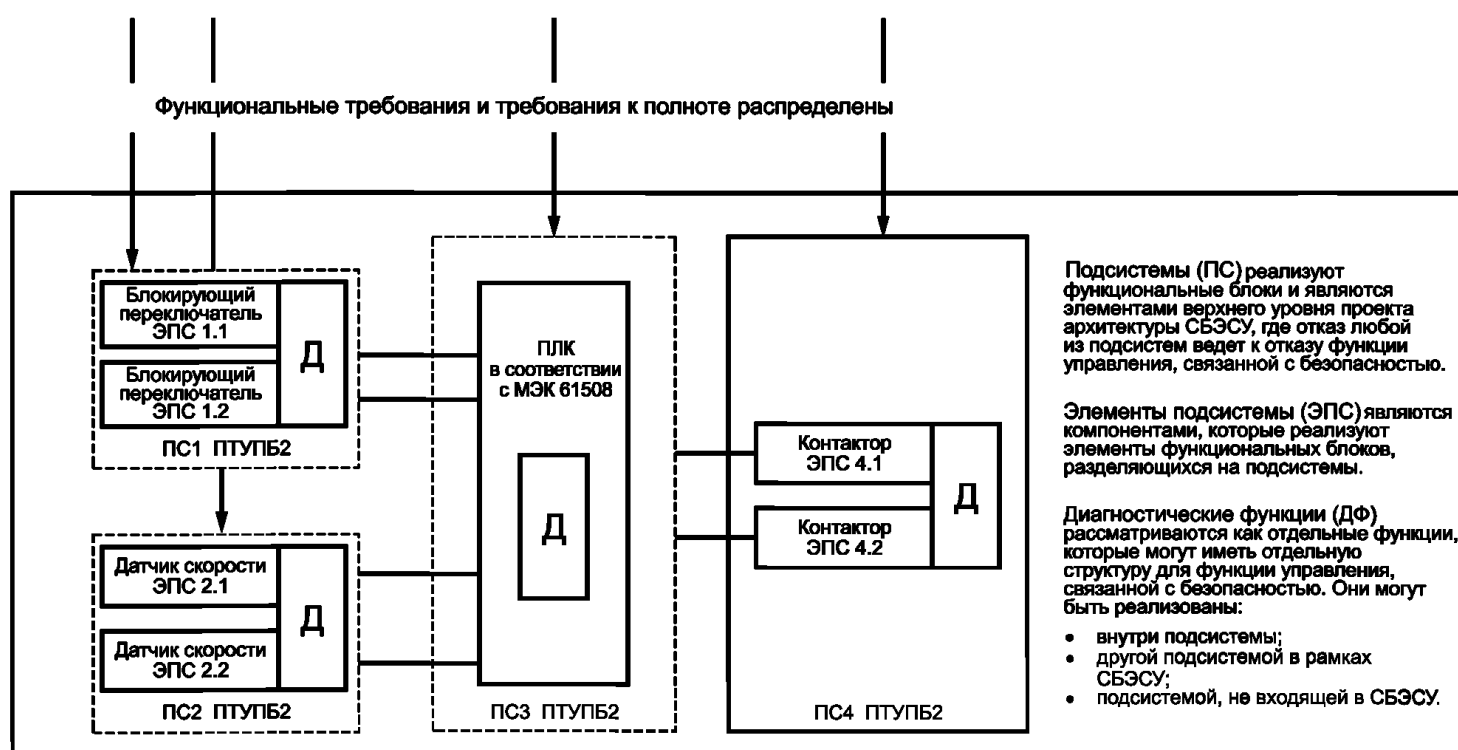 Функциональные требования и требования к полноте распределены
Блокирующий
переключатель
ЭПС 1.1
Блокирующий
переключатель
ЭПС 1.2
Д
ПС1 ПТУПБ2
Датчик скорости
ЭПС 2.1
Датчик скорости
ЭПС 2.2
Д
ПС2 ПТУПБ2
ПЛК
в соответствии
с МЭК 61508
Д
ПС3 ПТУПБ2
Контактор
ЭПС 4.1
Контактор
ЭПС 4.2
Д
ПС4 ПТУПБ2
Подсистемы (ПС) реализуют
функциональные блоки и являются
элементами верхнего уровня проекта
архитектуры СБЭСУ, где отказ любой
из подсистем ведет к отказу функции
управления, связанной с безопасностью.
Элементы подсистемы (ЭПС) являются
компонентами, которые реализуют
элементы функциональных блоков,
разделяющихся на подсистемы.
Диагностические функции (ДФ)
рассматриваются как отдельные функции,
которые могут иметь отдельную
структуру для функции управления,
связанной с безопасностью. Они могут
быть реализованы:
• внутри подсистемы;
• другой подсистемой в рамках
СБЭСУ;
• подсистемой, не входящей в СБЭСУ.